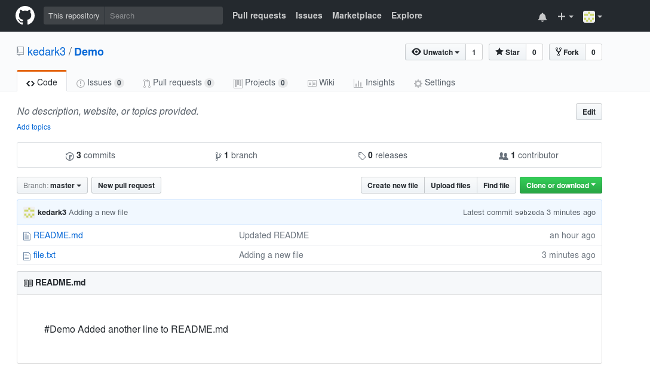 This repository Search Pull requests Issues Marketplace Explore
kedark3 / Demo
Unwatch 1 Star 0 Fork 0
Code Issues 0 Pull requests 0 Projects 0 Wiki Insights Settings
No description, website, or topics provided. Edit
Add topics
3 commits 1 branch 0 releases 1 contributor
Branch: master New pull request Create new file Upload files Find file Clone or download
kedark3 Adding a new file Latest commit 3 minutes ago
README.md Updated README an hour ago
file.txt Adding a new file 3 minutes ago
README.md
#Demo Added another line to README.md